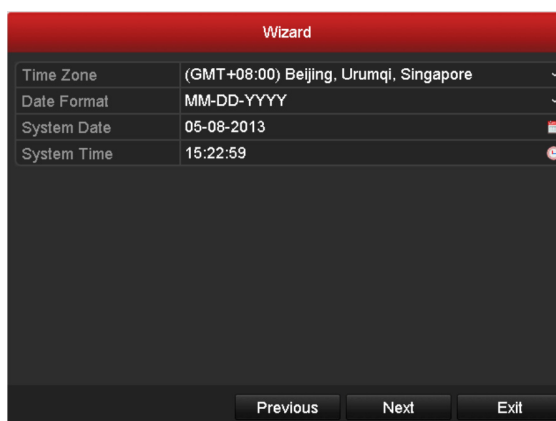 Wizard
Time Zone (GMT+08:00) Beijing, Urumqi, Singapore
Date Format MM-DD-YYYY
System Date 05-08-2013
System Time 15:22:59
Previous Next Exit